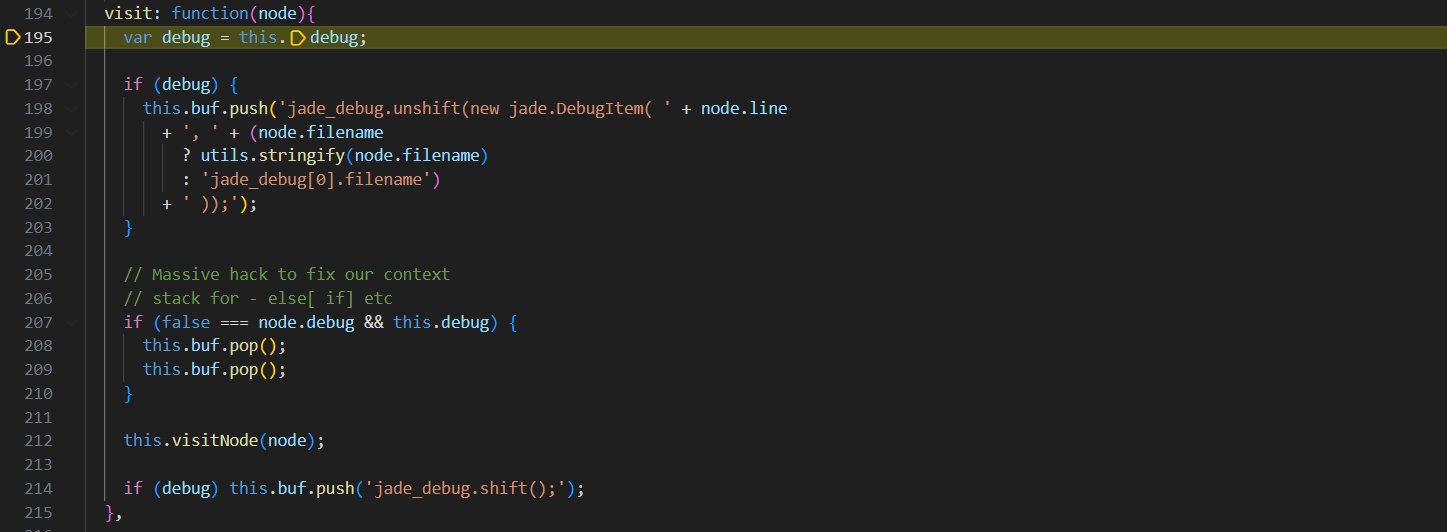 194 visit: function(node){
195 var debug = this.debug;
196
197 if (debug) {
198 this.buf.push('jade_debug.unshift(new jade.DebugItem( ' + node.line
199 + ', ' + (node.filename
200 ? utils.stringify(node.filename)
201 : 'jade_debug[0].filename')
202 + ' ));');
203 }
204
205 // Massive hack to fix our context
206 // stack for - else[ if] etc
207 if (false === node.debug && this.debug) {
208 this.buf.pop();
209 this.buf.pop();
210 }
211
212 this.visitNode(node);
213
214 if (debug) this.buf.push('jade_debug.shift();');
215 },